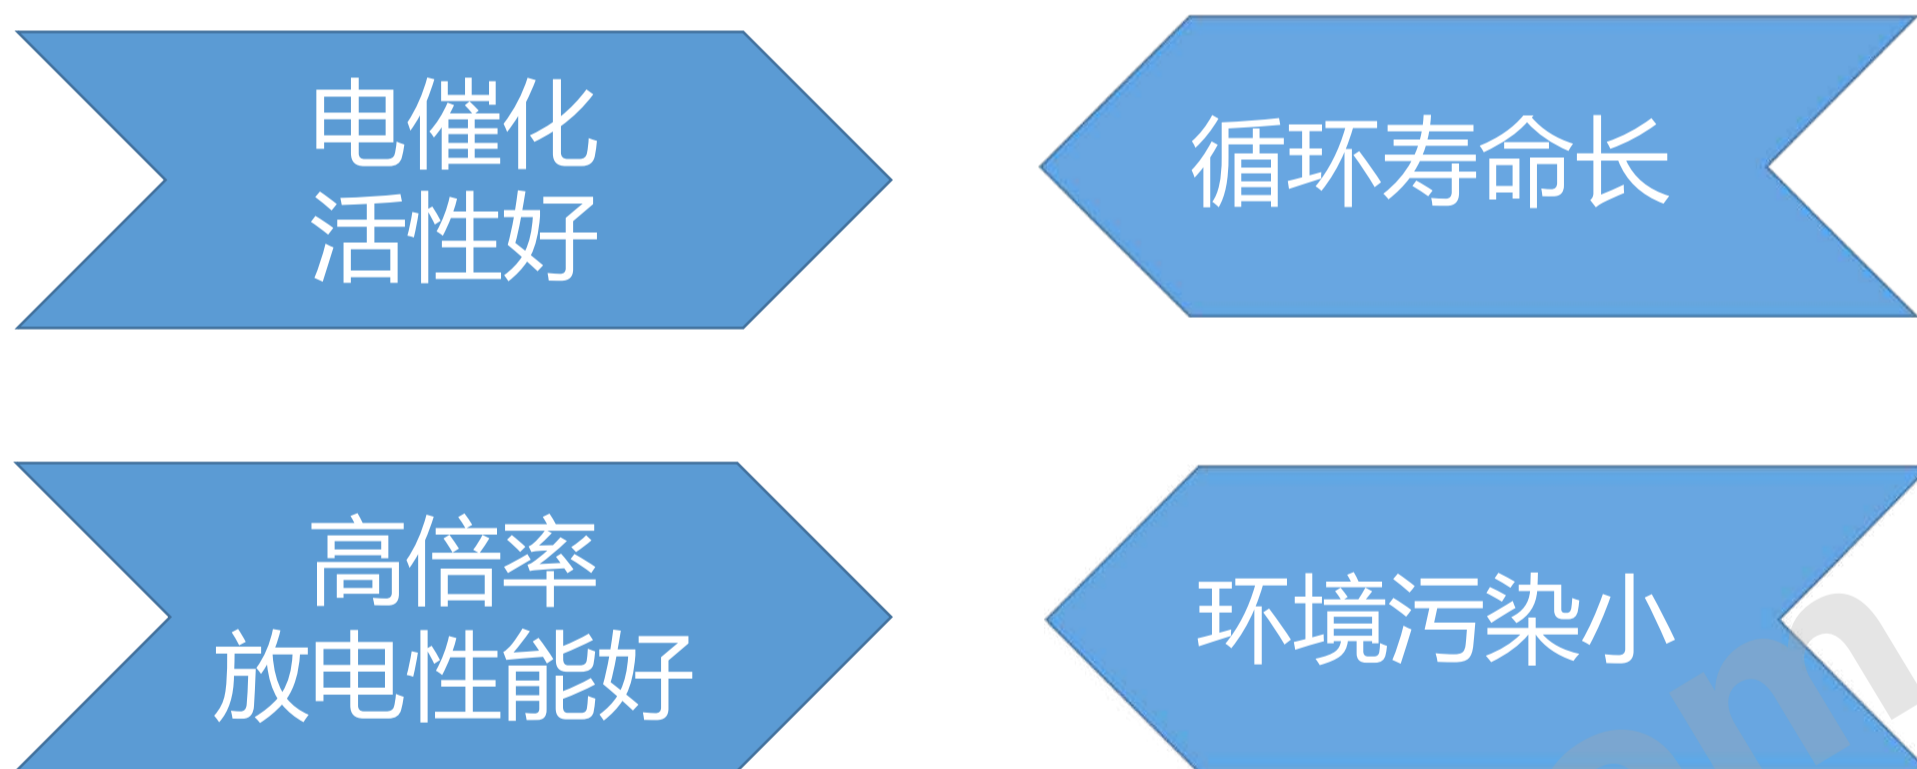 电催化
活性好
循环寿命长
高倍率
放电性能好
环境污染小